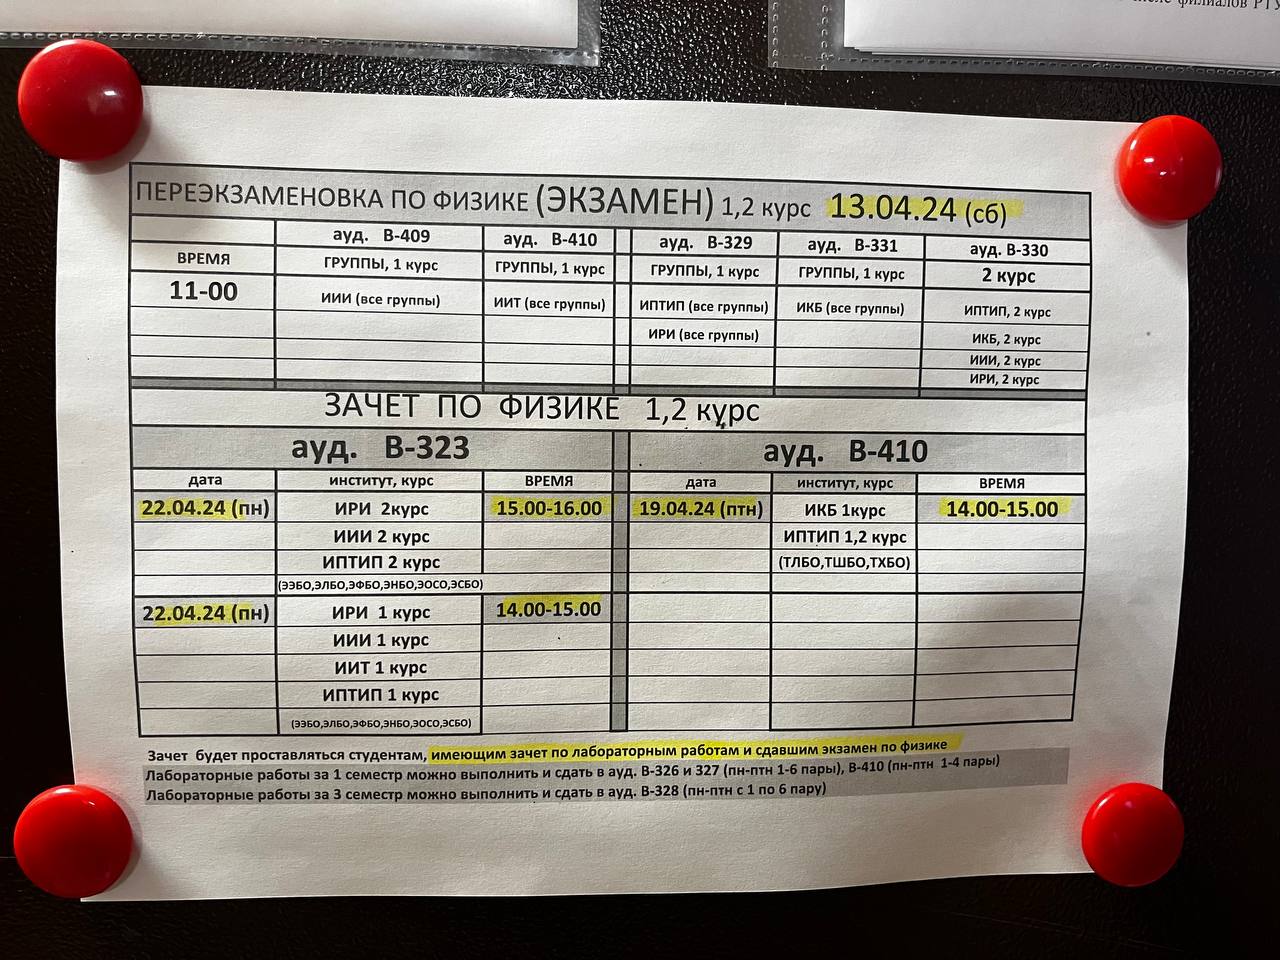 числе филиалов РТУ
ПЕРЕЭКЗАМЕНОВКА ПО ФИЗИКЕ (ЭКЗАМЕН) 1,2 курс 13.04.24 (сб)
ауд. В-409 ауд. В-410 ауд. В-329 ауд. В-331 ауд. В-330
ВРЕМЯ ГРУППЫ, 1 курс ГРУППЫ, 1 курс ГРУППЫ, 1 курс ГРУППЫ, 1 курс 2 курс
11-00 ИИИ (все группы) ИИТ (все группы) ИПТИП (все группы) ИКБ (все группы) ИПТИП, 2 курс
ИРИ (все группы) ИКБ, 2 курс
ИИИ, 2 курс
ИРИ, 2 курс
ЗАЧЕТ ПО ФИЗИКЕ 1,2 курс
ауд. В-323 ауд. В-410
дата институт, курс ВРЕМЯ дата институт, курс ВРЕМЯ
22.04.24 (пн) ИРИ 2курс 15.00-16.00 19.04.24 (птн) ИКБ 1курс 14.00-15.00
ИИИ 2 курс ИПТИП 1,2 курс
ИПТИП 2 курс (ТЛБО,ТШБО,ТХБО)
(ЭЭБО,ЭЛБО,ЭФБО,ЭНБО,ЭОСО,ЭСБО)
22.04.24 (пн) ИРИ 1 курс 14.00-15.00
ИИИ 1 курс
ИИТ 1 курс
ИПТИП 1 курс
(ЭЭБО,ЭЛБО,ЭФБО,ЭНБО,ЭОСО,ЭСБО)
Зачет будет проставляться студентам, имеющим зачет по лабораторным работам и сдавшим экзамен по физике
Лабораторные работы за 1 семестр можно выполнить и сдать в ауд. В-326 и 327 (пн-птн 1-6 пары), В-410 (пн-птн 1-4 пары)
Лабораторные работы за 3 семестр можно выполнить и сдать в ауд. В-328 (пн-птн с 1 по 6 пару)